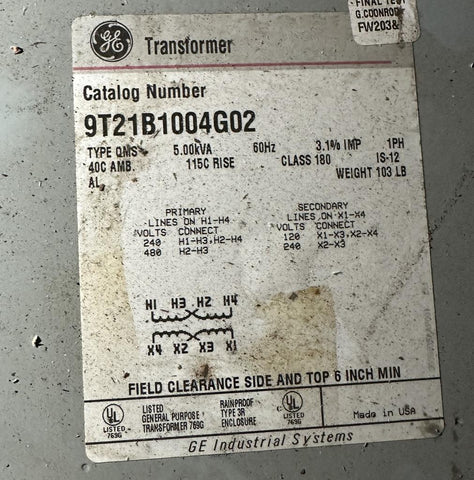 FINAL TEST
G.COONROD
FW203&
GE Transformer
Catalog Number
9T21B1004G02
TYPE QMS 5.00kVA 60Hz 3.1% IMP 1PH
40C AMB. 115C RISE CLASS 180 IS-12
AL WEIGHT 103 LB
PRIMARY SECONDARY
LINES ON H1-H4 LINES ON X1-X4
VOLTS CONNECT VOLTS CONNECT
240 H1-H3,H2-H4 120 X1-X3,X2-X4
480 H2-H3 240 X2-X3
H1 H3 H2 H4
X4 X2 X3 X1
FIELD CLEARANCE SIDE AND TOP 6 INCH MIN
UL LISTED 769G
LISTED
GENERAL PURPOSE
TRANSFORMER 769G
RAINPROOF
TYPE 3R
ENCLOSURE
C UL LISTED 769G
Made in USA
GE Industrial Systems